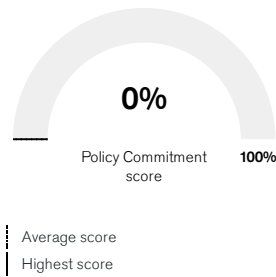 0%
Policy Commitment 100%
score
Average score
Highest score